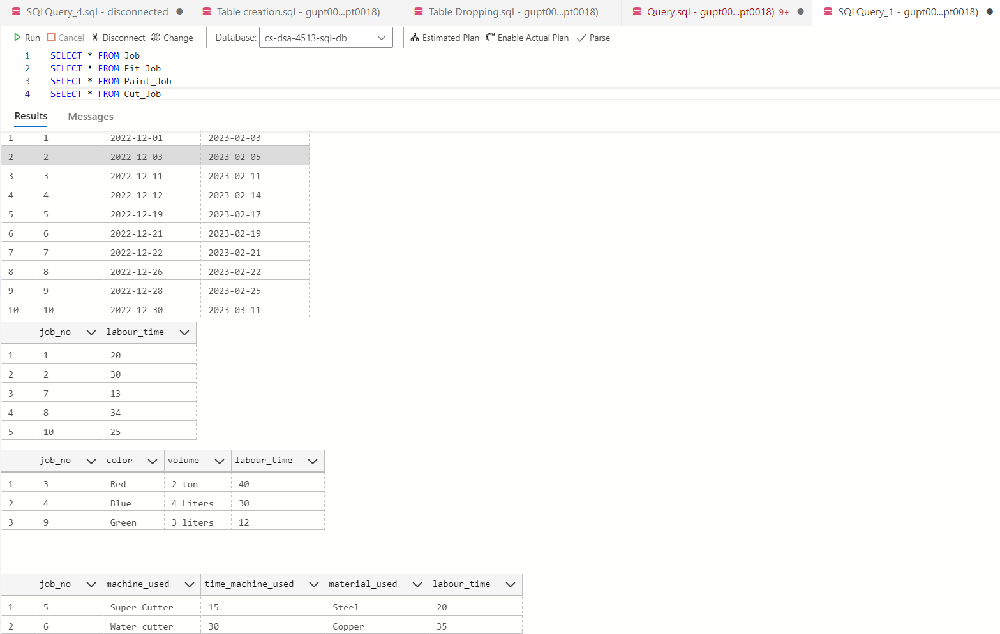 SQLQuery_4.sql - disconnected Table creation.sql - gupt00...pt0018) Table Dropping.sql - gupt00...pt0018) Query.sql - gupt00...pt0018) 9+ SQLQuery_1 - gupt00...pt0018)
Run Cancel Disconnect Change Database: cs-dsa-4513-sql-db Estimated Plan Enable Actual Plan Parse
1 SELECT * FROM Job
2 SELECT * FROM Fit_Job
3 SELECT * FROM Paint_Job
4 SELECT * FROM Cut_Job
Results Messages
1 1 2022-12-01 2023-02-03
2 2 2022-12-03 2023-02-05
3 3 2022-12-11 2023-02-11
4 4 2022-12-12 2023-02-14
5 5 2022-12-19 2023-02-17
6 6 2022-12-21 2023-02-19
7 7 2022-12-22 2023-02-21
8 8 2022-12-26 2023-02-22
9 9 2022-12-28 2023-02-25
10 10 2022-12-30 2023-03-11
job_no labour_time
1 1 20
2 2 30
3 7 13
4 8 34
5 10 25
job_no color volume labour_time
1 3 Red 2 ton 40
2 4 Blue 4 Liters 30
3 9 Green 3 liters 12
job_no machine_used time_machine_used material_used labour_time
1 5 Super Cutter 15 Steel 20
2 6 Water cutter 30 Copper 35